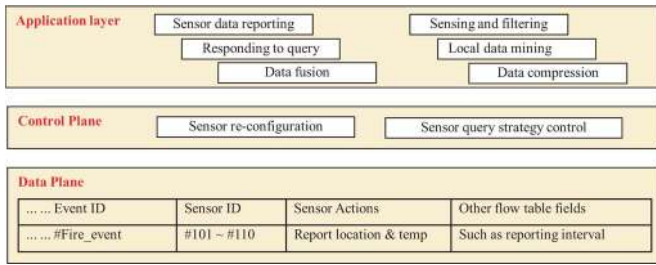 Application layer
Sensor data reporting
Sensing and filtering
Responding to query
Local data mining
Data fusion
Data compression
Control Plane
Sensor re-configuration
Sensor query strategy control
Data Plane
... ... Event ID Sensor ID Sensor Actions Other flow table fields
... ... #Fire_event #101 ~ #110 Report location & temp Such as reporting interval